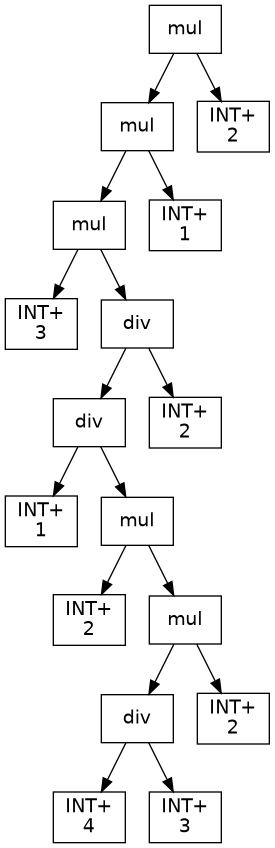 mul
mul
INT+
2
mul
INT+
1
INT+
3
div
div
INT+
2
INT+
1
mul
INT+
2
mul
div
INT+
2
INT+
4
INT+
3